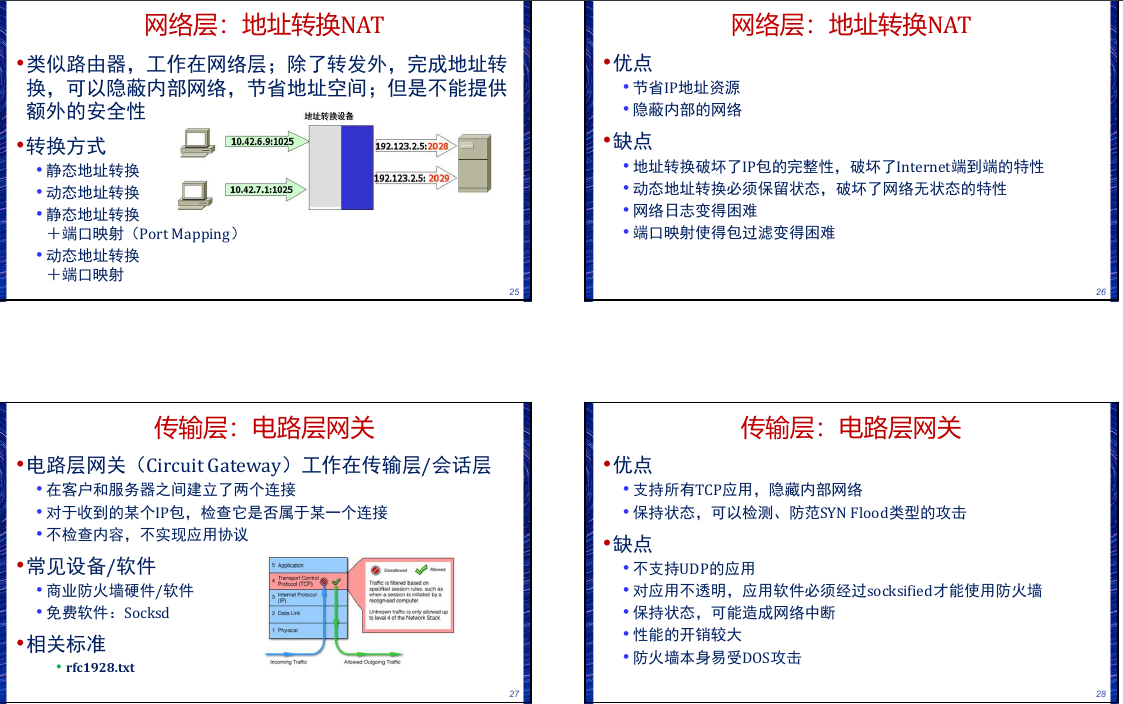 网络层：地址转换NAT
•类似路由器，工作在网络层；除了转发外，完成地址转
换，可以隐蔽内部网络，节省地址空间；但是不能提供
额外的安全性
•转换方式
•静态地址转换
•动态地址转换
•静态地址转换
＋端口映射（Port Mapping）
•动态地址转换
＋端口映射
地址转换设备
10.42.6.9:1025
192.123.2.5:2028
10.42.7.1:1025
192.123.2.5: 2029
25
网络层：地址转换NAT
•优点
•节省IP地址资源
•隐蔽内部的网络
•缺点
•地址转换破坏了IP包的完整性，破坏了Internet端到端的特性
•动态地址转换必须保留状态，破坏了网络无状态的特性
•网络日志变得困难
•端口映射使得包过滤变得困难
26
传输层：电路层网关
•电路层网关（Circuit Gateway）工作在传输层/会话层
•在客户和服务器之间建立了两个连接
•对于收到的某个IP包，检查它是否属于某一个连接
•不检查内容，不实现应用协议
•常见设备/软件
•商业防火墙硬件/软件
•免费软件：Socksd
•相关标准
•rfc1928.txt
5 Application
4 Transport Control
Protocol (TCP)
3 Internet Protocol
(IP)
2 Data Link
1 Physical
Disallowed
Allowed
Traffic is filtered based on
specified session rules, such as
when a session is initiated by a
recognised computer
Unknown traffic is only allowed up
to level 4 of the Network Stack.
Incoming Traffic
Allowed Outgoing Traffic
27
传输层：电路层网关
•优点
•支持所有TCP应用，隐藏内部网络
•保持状态，可以检测、防范SYN Flood类型的攻击
•缺点
•不支持UDP的应用
•对应用不透明，应用软件必须经过socksified才能使用防火墙
•保持状态，可能造成网络中断
•性能的开销较大
•防火墙本身易受DOS攻击
28